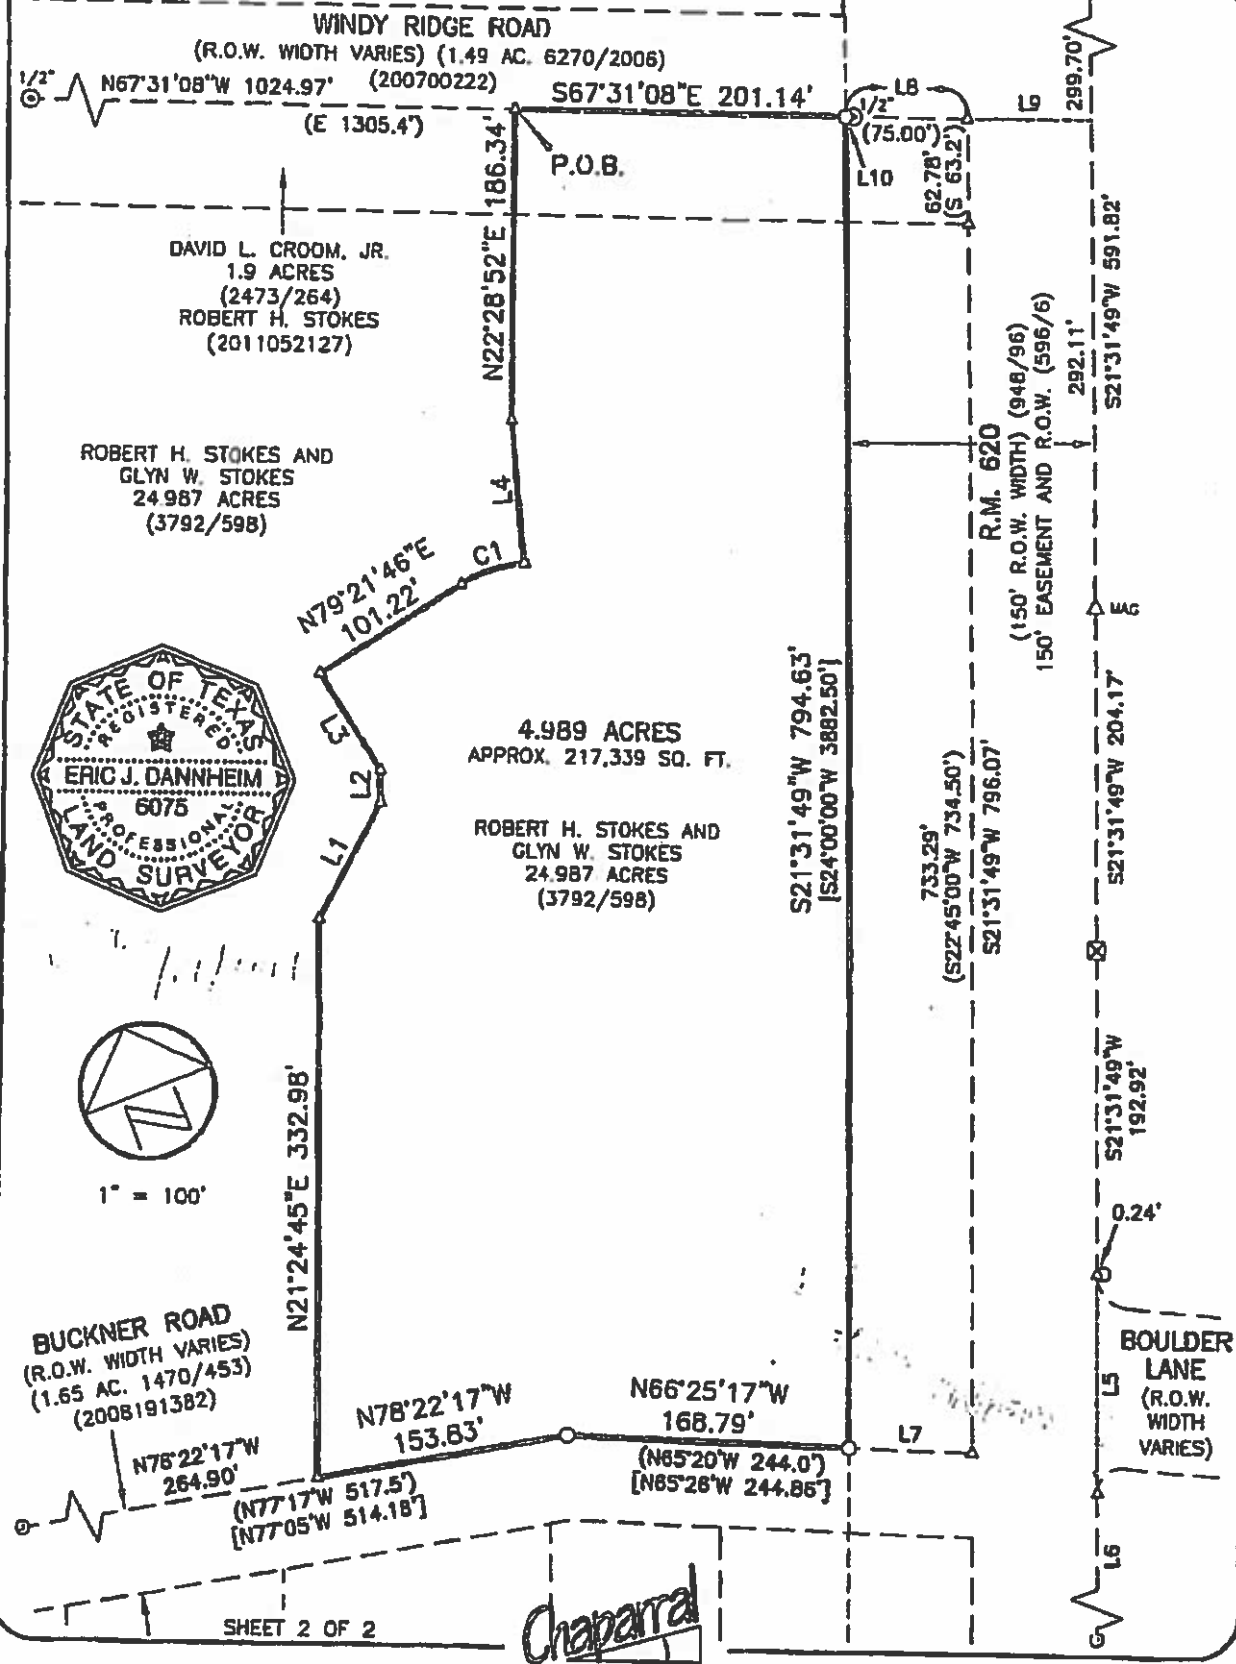 WINDY RIDGE ROAD
(R.O.W. WIDTH VARIES) (1.49 AC. 6270/2006)
(200700222)
1/2"
N67°31'08"W 1024.97'
(E 1305.4')
S67°31'08"E 201.14'
P.O.B.
L8
1/2"
(75.00')
L9
L10
299.70'
62.78'
(S 63.2')
N22°28'52"E 186.34'
DAVID L. CROOM, JR.
1.9 ACRES
(2473/264)
ROBERT H. STOKES
(2011052127)
S21°31'49"W 591.82'
292.11'
R.M. 620
(150' R.O.W. WIDTH) (948/96)
150' EASEMENT AND R.O.W. (596/6)
ROBERT H. STOKES AND
GLYN W. STOKES
24.987 ACRES
(3792/598)
L4
C1
N79°21'46"E
101.22'
MAG
STATE OF TEXAS
REGISTERED
ERIC J. DANNHEIM
6075
PROFESSIONAL
LAND SURVEYOR
L3
L2
L1
4.989 ACRES
APPROX. 217,339 SQ. FT.
ROBERT H. STOKES AND
GLYN W. STOKES
24.987 ACRES
(3792/598)
S21°31'49"W 794.63'
[S24°00'00"W 3882.50']
733.29'
(S22°45'00"W 734.50')
S21°31'49"W 796.07'
S21°31'49"W 204.17'
S21°31'49"W
192.92'
N
1" = 100'
N21°24'45"E 332.98'
0.24'
BOULDER
LANE
(R.O.W.
WIDTH
VARIES)
L5
BUCKNER ROAD
(R.O.W. WIDTH VARIES)
(1.65 AC. 1470/453)
(2008191382)
N78°22'17"W
264.90'
N78°22'17"W
153.83'
(N77°17'W 517.5')
[N77°05'W 514.18']
N66°25'17"W
168.79'
(N65°20'W 244.0')
[N65°26'W 244.86']
L7
L6
SHEET 2 OF 2
Chaparral